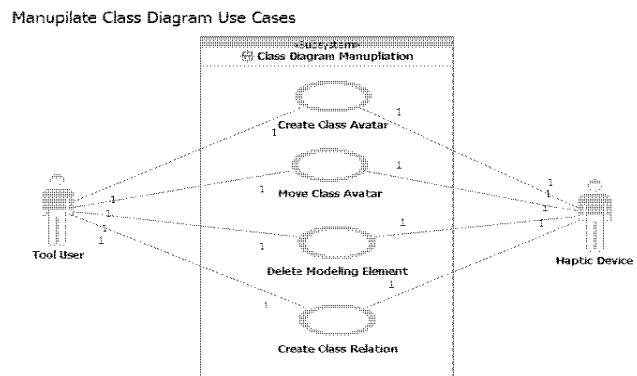 Manupilate Class Diagram Use Cases
«Subsystem»
Class Diagram Manupliation
Create Class Avatar
1
1
1
1
Move Class Avatar
1
1
1
1
Tool User
1
1
1
1
Delete Modeling Element
Haptic Device
1
1
1
1
Create Class Relation